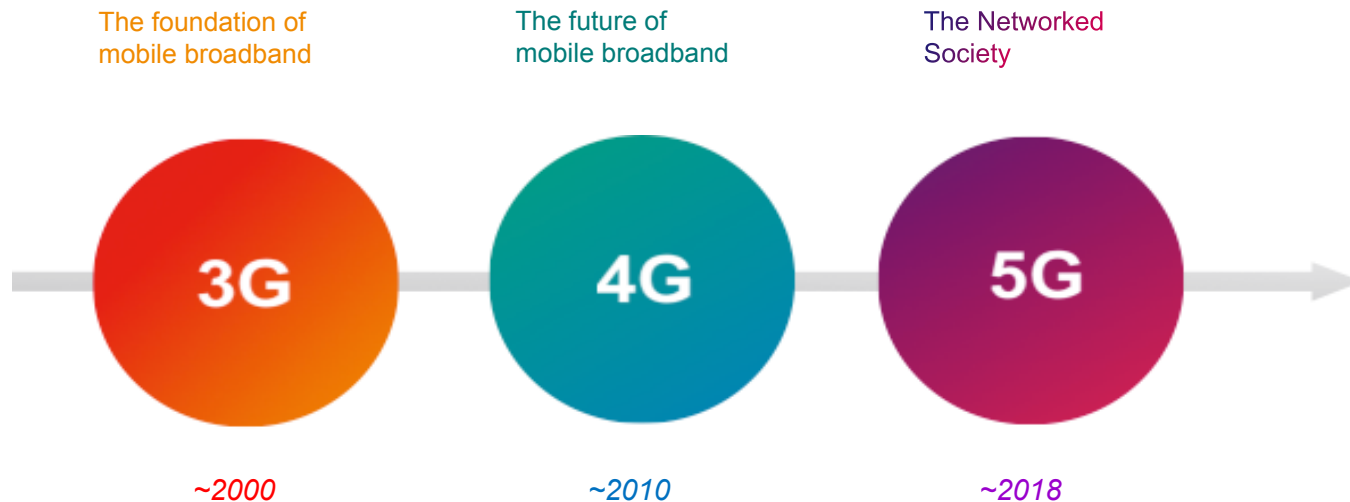 The foundation of
mobile broadband
The future of
mobile broadband
The Networked
Society
3G
4G
5G
~2000
~2010
~2018